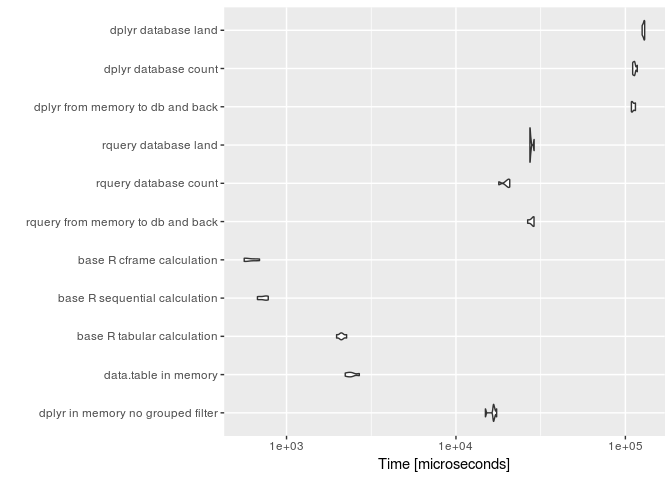 dplyr database land
dplyr database count
dplyr from memory to db and back
rquery database land
rquery database count
rquery from memory to db and back
base R cframe calculation
base R sequential calculation
base R tabular calculation
data.table in memory
dplyr in memory no grouped filter
1e+03 1e+04 1e+05
Time [microseconds]